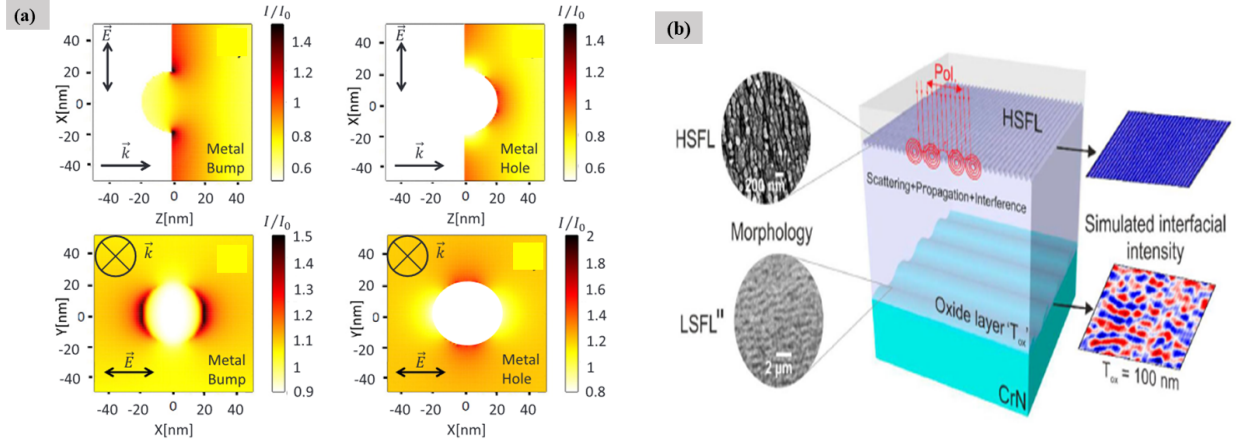 (a)
I/I₀
I/I₀
X[nm]
40
20
0
-20
-40
E⃗
k⃗
Metal
Bump
1.4
1.2
1
0.8
0.6
-40 -20 0 20 40
Z[nm]
X[nm]
40
20
0
-20
-40
E⃗
k⃗
Metal
Hole
1.4
1.2
1
0.8
0.6
-40 -20 0 20 40
Z[nm]
I/I₀
I/I₀
Y[nm]
40
20
0
-20
-40
k⃗
E⃗
Metal
Bump
1.5
1.4
1.3
1.2
1.1
1
0.9
-40 -20 0 20 40
X[nm]
Y[nm]
40
20
0
-20
-40
k⃗
E⃗
Metal
Hole
2
1.8
1.6
1.4
1.2
1
0.8
-40 -20 0 20 40
X[nm]
(b)
Pol.
HSFL
HSFL
200 nm
Scattering+Propagation+Interference
Morphology
Simulated interfacial
intensity
LSFL"
2 µm
Oxide layer 'Tₒₓ'
CrN
Tₒₓ = 100 nm